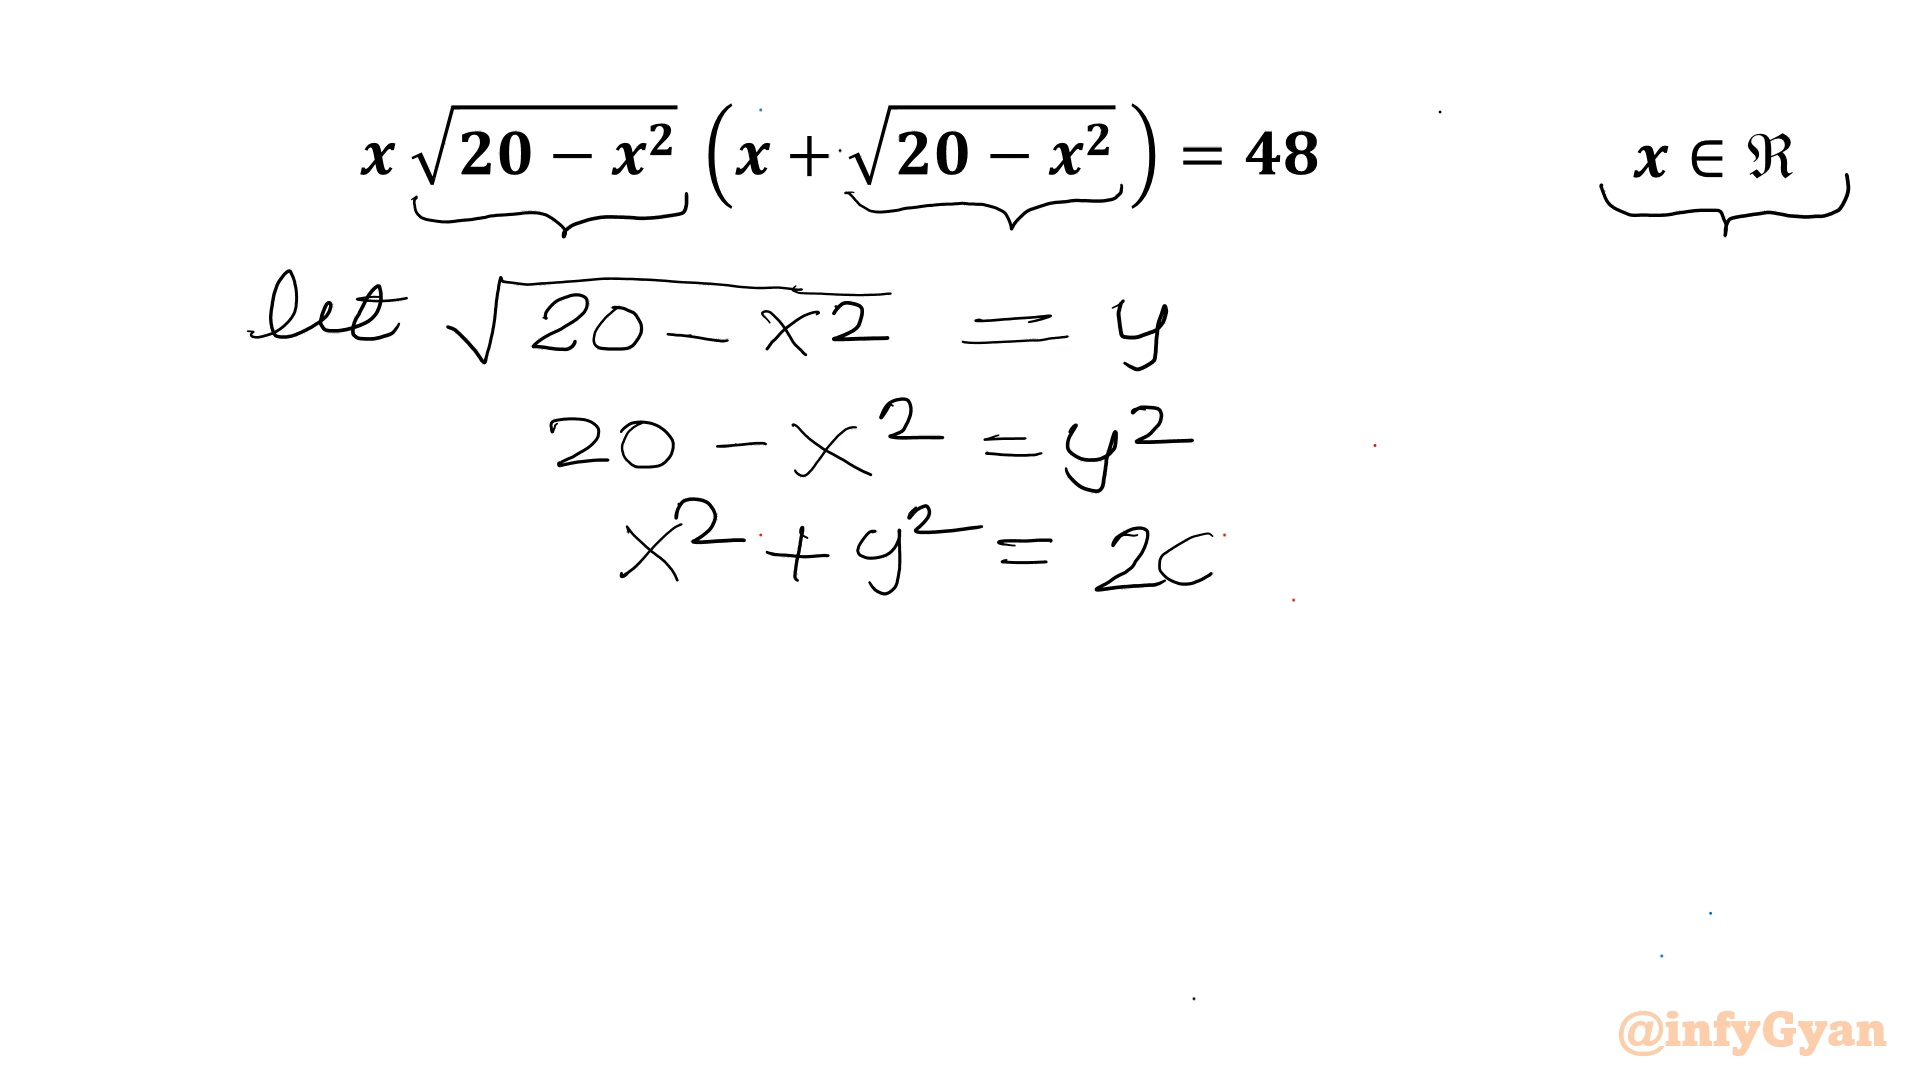 x √(20 − x²) (x + √(20 − x²)) = 48 x ∈ ℜ
let √(20 − x²) = y
20 − x² = y²
x² + y² = 20
@infyGyan